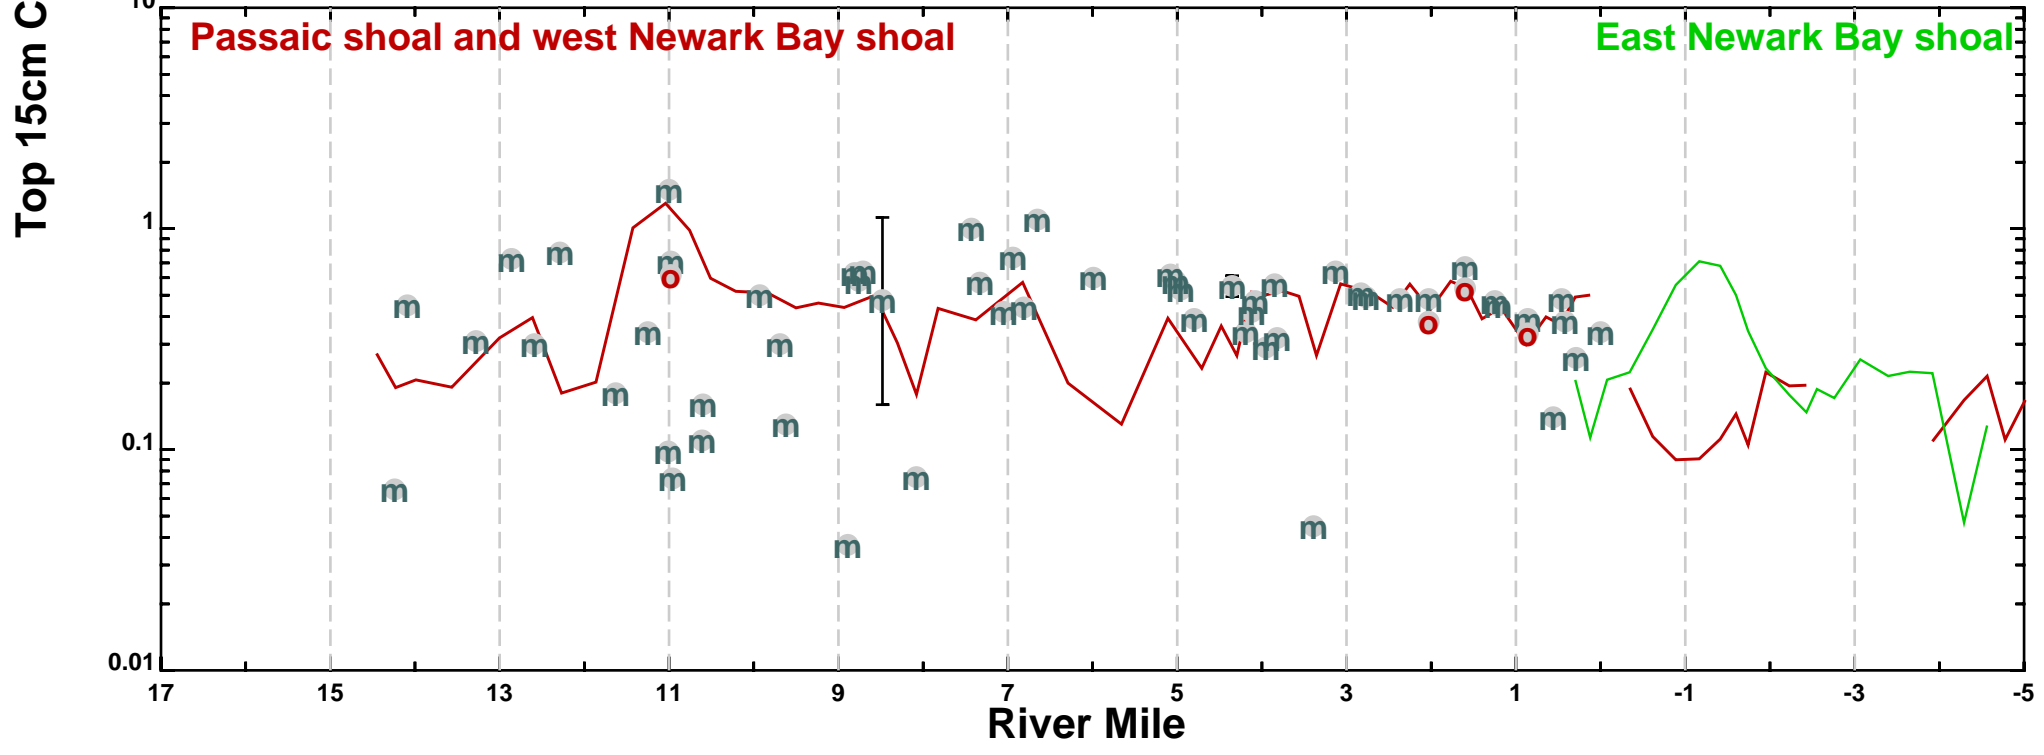 Passaic shoal and west Newark Bay shoal
East Newark Bay shoal
Top 15cm C
10
1
0.1
0.01
17 15 13 11 9 7 5 3 1 -1 -3 -5
River Mile
m m m m m m m m m m m m m m m m m m m m m m m m m m m m m m m m m m m m m m m m m m m m m m m m m m m m m m m m m m
o o o o